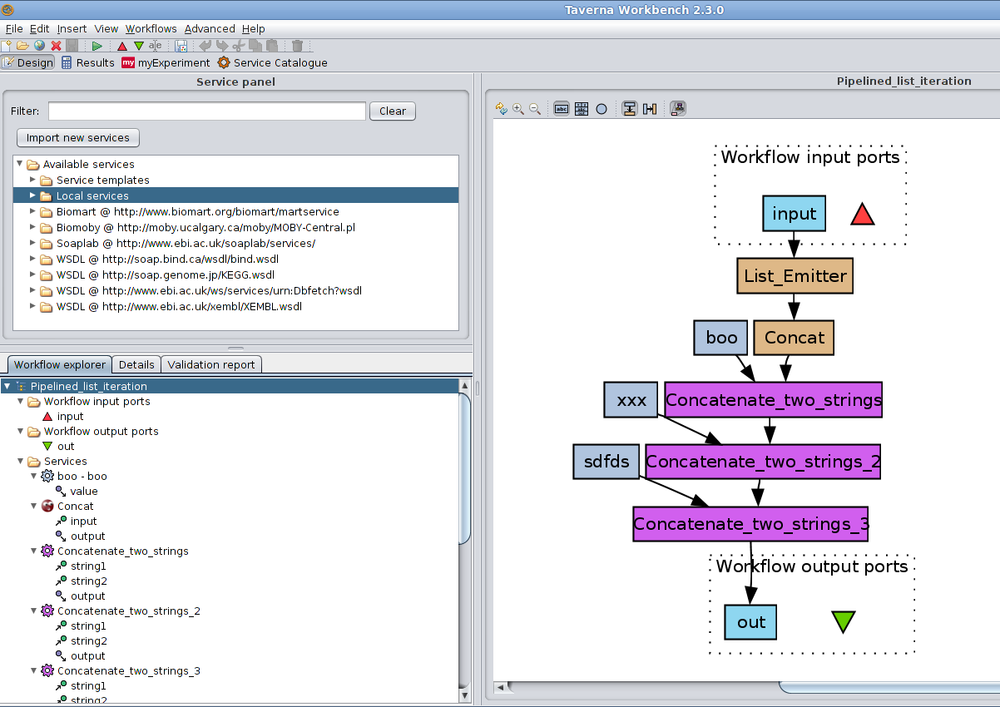 Taverna Workbench 2.3.0
File Edit Insert View Workflows Advanced Help
Design Results my myExperiment Service Catalogue
Service panel
Filter: Clear
Import new services
Available services
Service templates
Local services
Biomart @ http://www.biomart.org/biomart/martservice
Biomoby @ http://moby.ucalgary.ca/moby/MOBY-Central.pl
Soaplab @ http://www.ebi.ac.uk/soaplab/services/
WSDL @ http://soap.bind.ca/wsdl/bind.wsdl
WSDL @ http://soap.genome.jp/KEGG.wsdl
WSDL @ http://www.ebi.ac.uk/ws/services/urn:Dbfetch?wsdl
WSDL @ http://www.ebi.ac.uk/xembl/XEMBL.wsdl
Workflow explorer Details Validation report
Pipelined_list_iteration
Workflow input ports
input
Workflow output ports
out
Services
boo - boo
value
Concat
input
output
Concatenate_two_strings
string1
string2
output
Concatenate_two_strings_2
string1
string2
output
Concatenate_two_strings_3
string1
string2
Pipelined_list_iteration
abc
Workflow input ports
input
List_Emitter
boo Concat
xxx Concatenate_two_strings
sdfds Concatenate_two_strings_2
Concatenate_two_strings_3
Workflow output ports
out